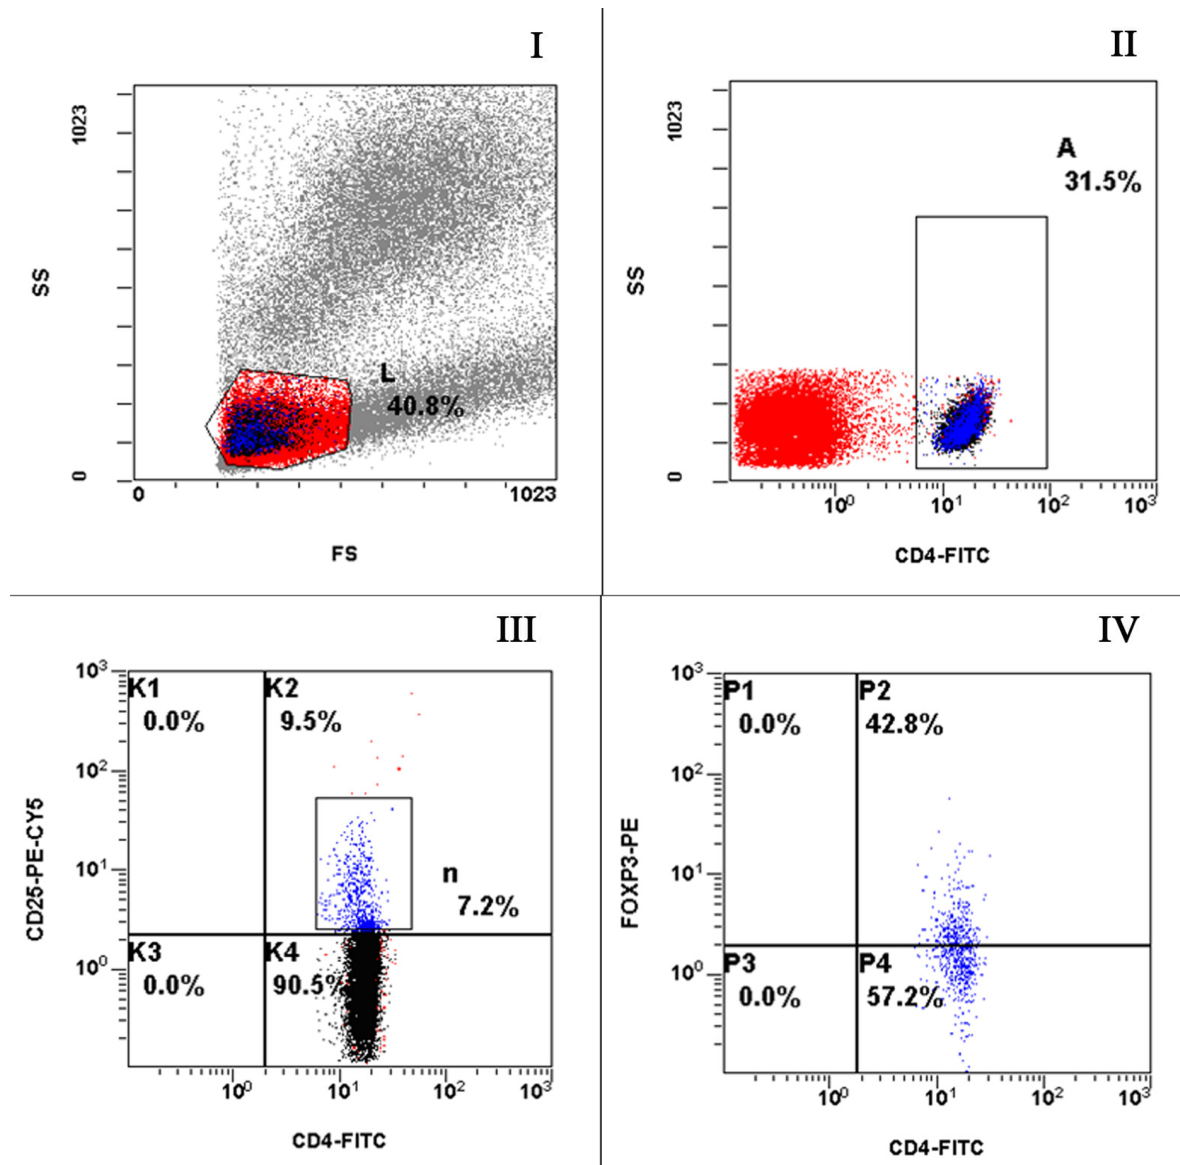 I
1023
SS
L
40.8%
0
0
1023
FS
II
1023
SS
A
31.5%
0
10⁰
10¹
10²
10³
CD4-FITC
III
10³
K1
0.0%
K2
9.5%
10²
CD25-PE-CY5
10¹
n
7.2%
K3
0.0%
K4
90.5%
10⁰
10⁰
10¹
10²
10³
CD4-FITC
IV
10³
P1
0.0%
P2
42.8%
10²
FOXP3-PE
10¹
P3
0.0%
P4
57.2%
10⁰
10⁰
10¹
10²
10³
CD4-FITC